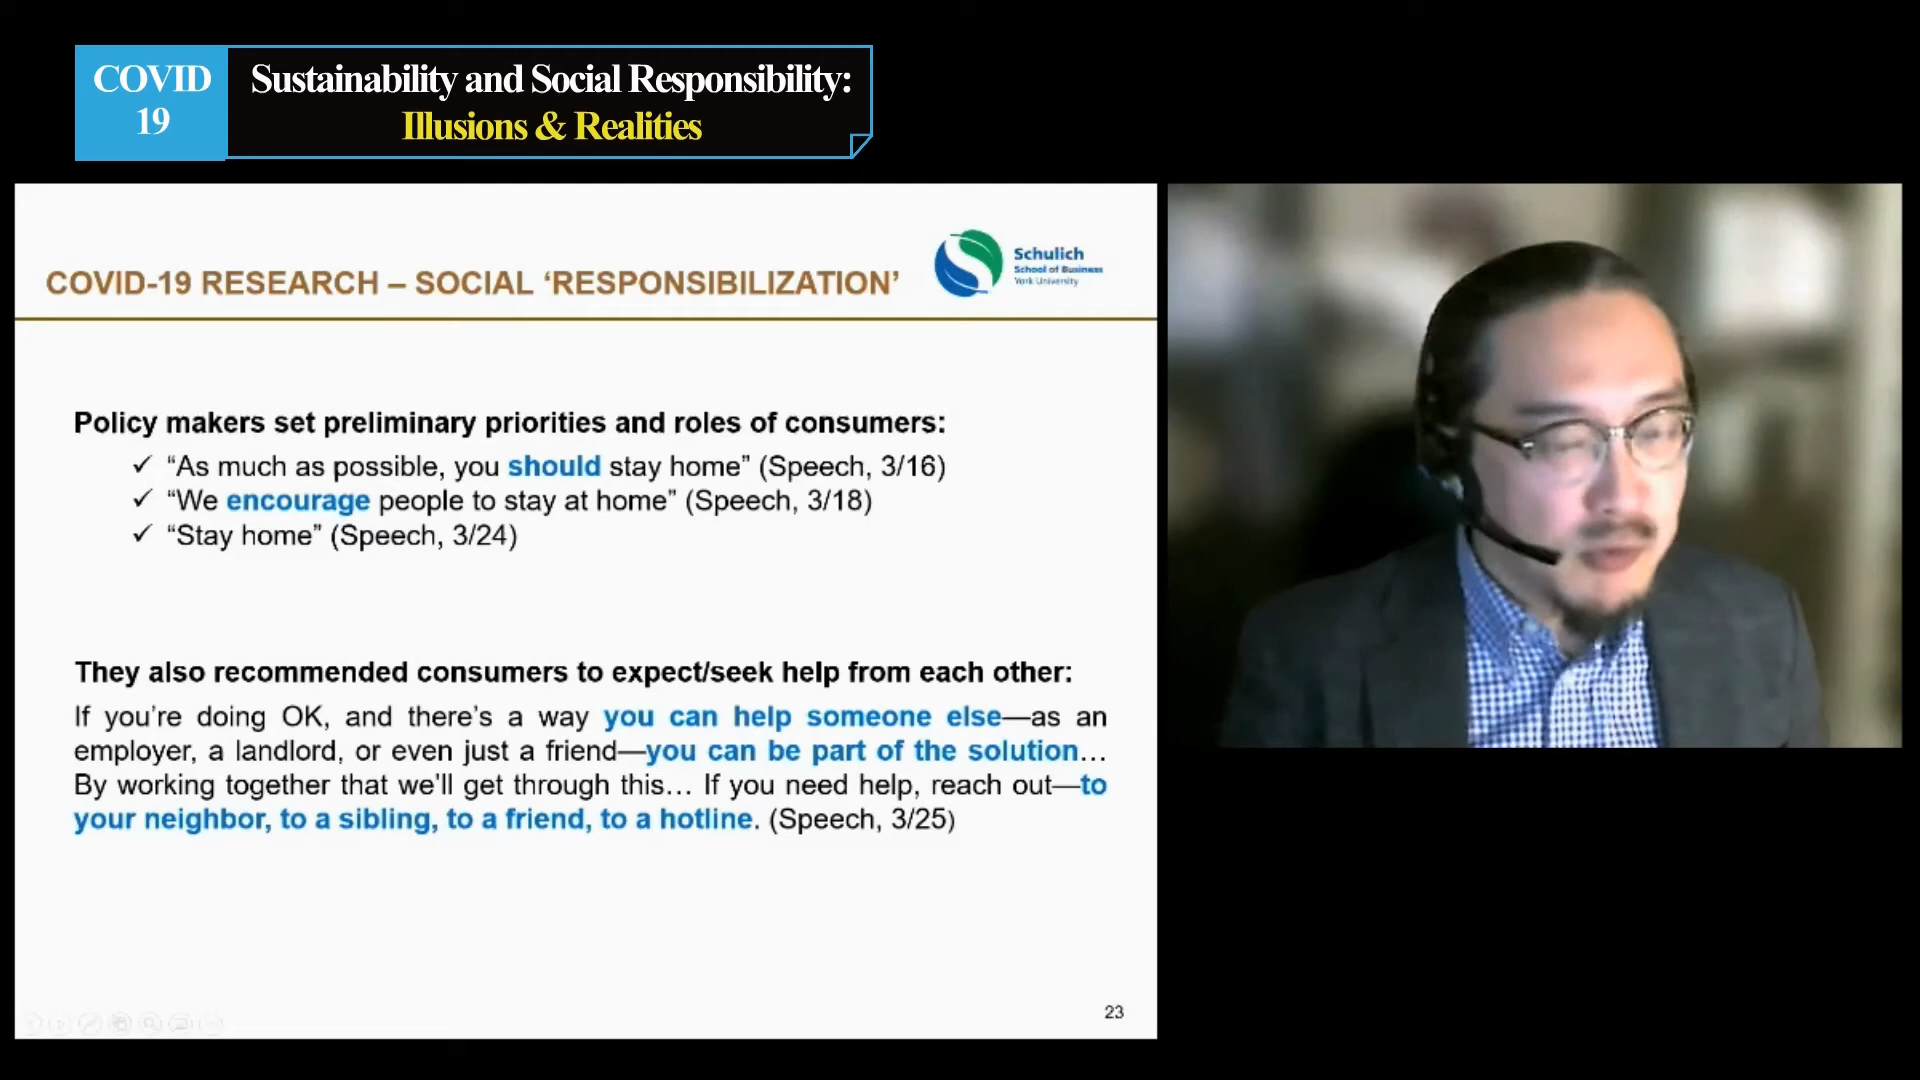 COVID
19
Sustainability and Social Responsibility:
Illusions & Realities
COVID-19 RESEARCH – SOCIAL ‘RESPONSIBILIZATION’
Schulich
School of Business
York University
Policy makers set preliminary priorities and roles of consumers:
✓ “As much as possible, you should stay home” (Speech, 3/16)
✓ “We encourage people to stay at home” (Speech, 3/18)
✓ “Stay home” (Speech, 3/24)
They also recommended consumers to expect/seek help from each other:
If you’re doing OK, and there’s a way you can help someone else—as an
employer, a landlord, or even just a friend—you can be part of the solution…
By working together that we'll get through this… If you need help, reach out—to
your neighbor, to a sibling, to a friend, to a hotline. (Speech, 3/25)
23